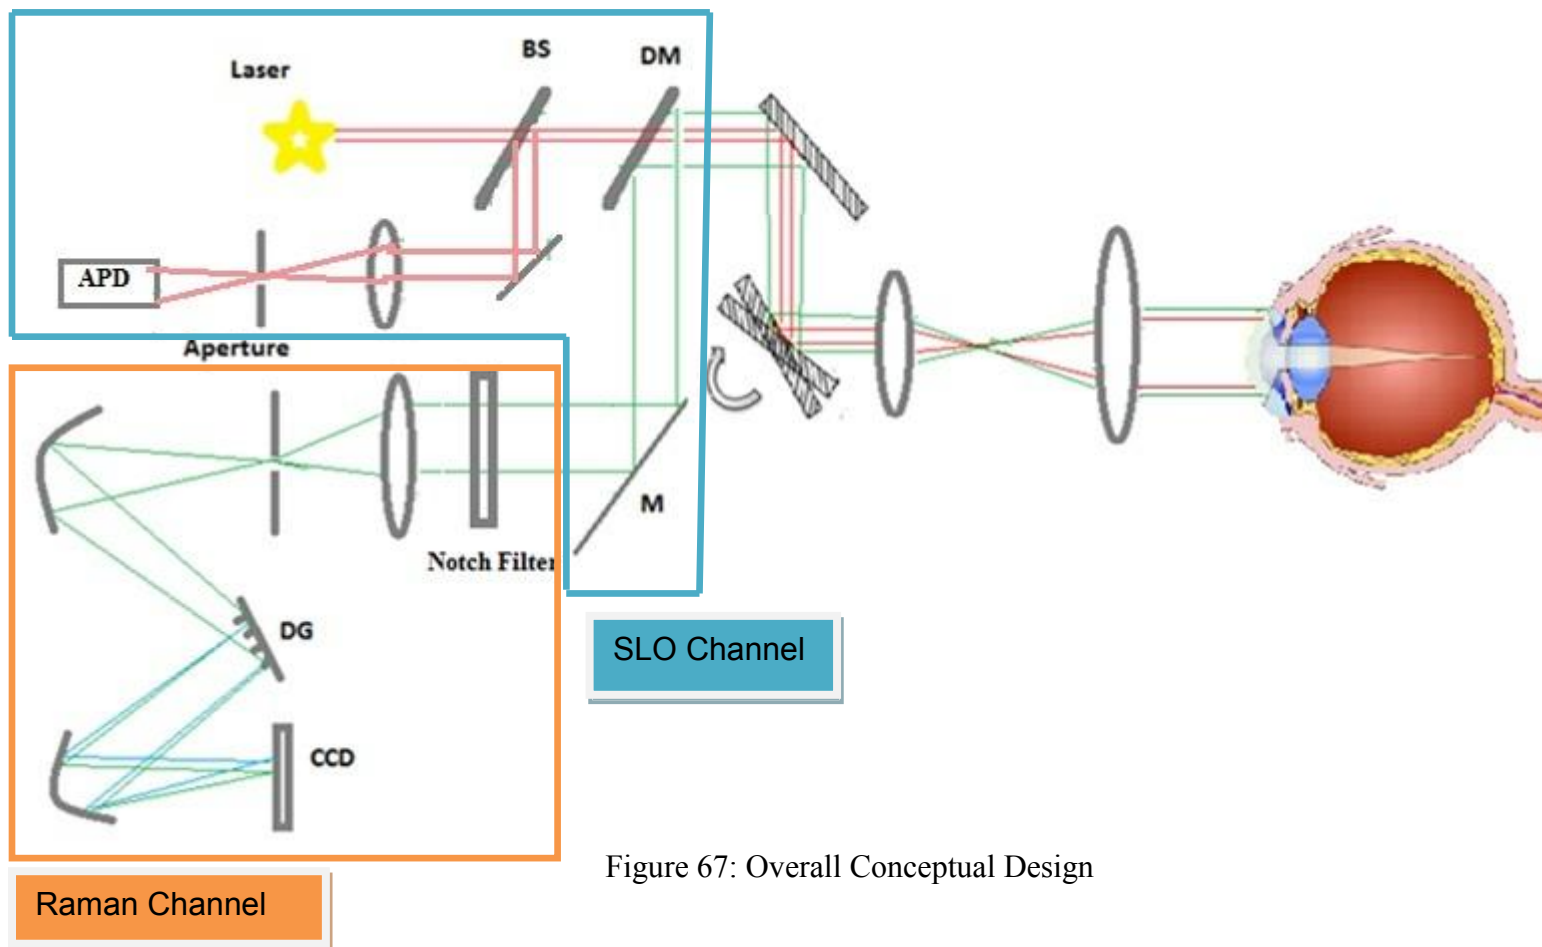 BS
DM
Laser
APD
Aperture
M
Notch Filter
DG
SLO Channel
CCD
Figure 67: Overall Conceptual Design
Raman Channel